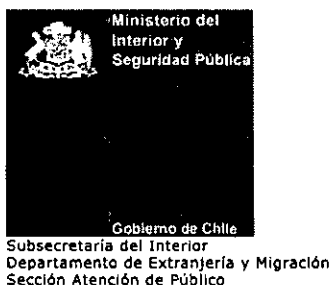 Ministerio del
Interior y
Seguridad Pública
Gobierno de Chile
Subsecretaría del Interior
Departamento de Extranjería y Migración
Sección Atención de Público